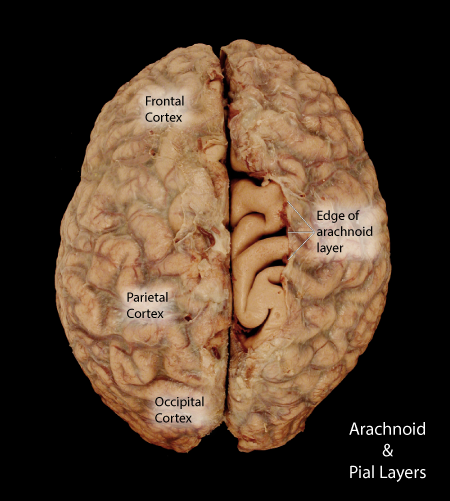 Frontal
Cortex
Edge of
arachnoid
layer
Parietal
Cortex
Occipital
Cortex
Arachnoid
&
Pial Layers